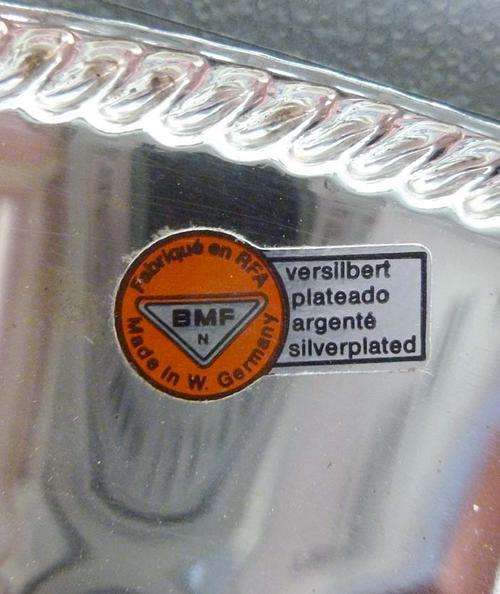 Fabriqué en RFA
BMF
N
Made in W. Germany
versilbert
plateado
argenté
silverplated